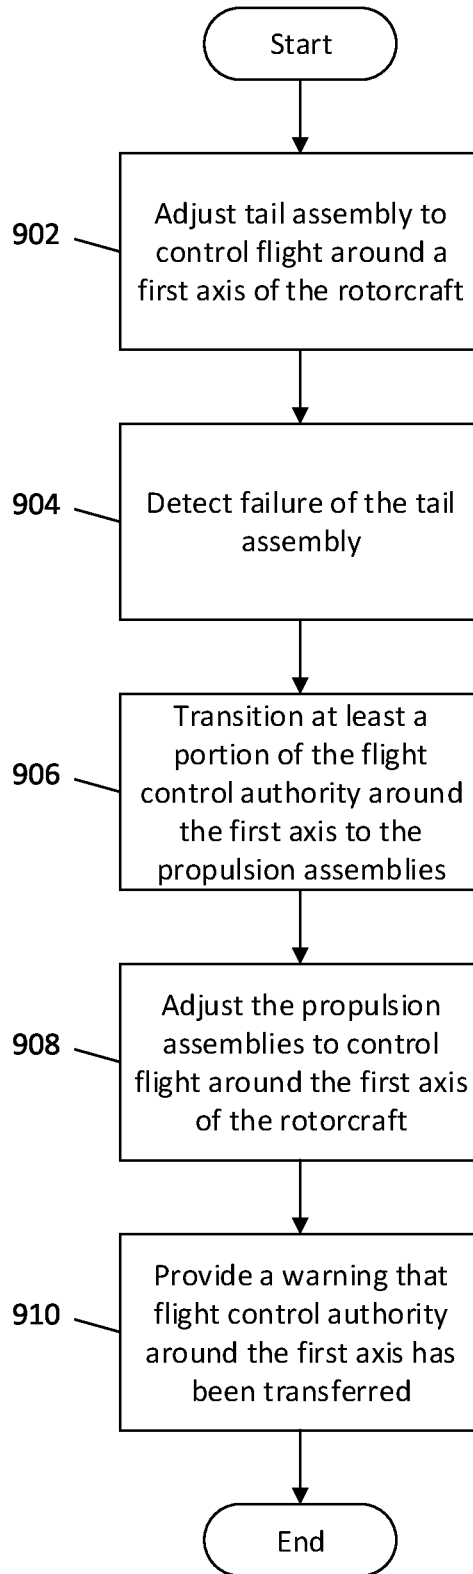 Start
902
Adjust tail assembly to
control flight around a
first axis of the rotorcraft
904
Detect failure of the tail
assembly
906
Transition at least a
portion of the flight
control authority around
the first axis to the
propulsion assemblies
908
Adjust the propulsion
assemblies to control
flight around the first axis
of the rotorcraft
910
Provide a warning that
flight control authority
around the first axis has
been transferred
End